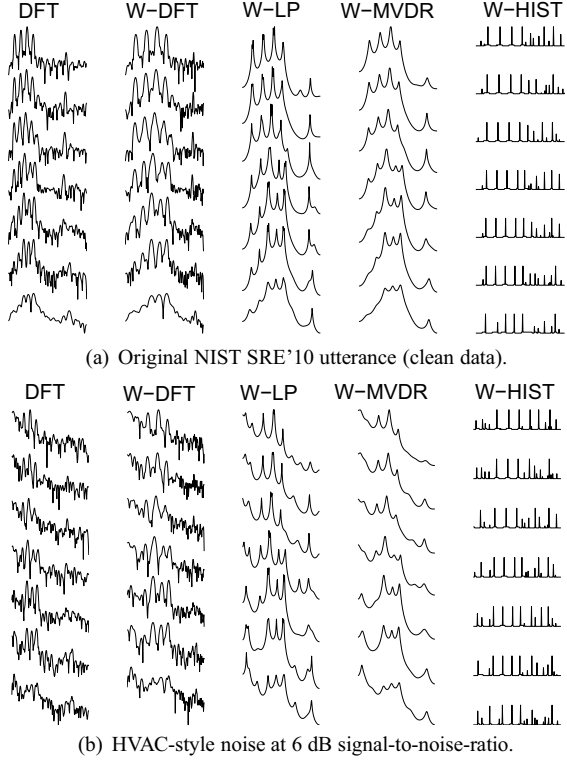 DFT W−DFT W−LP W−MVDR W−HIST
(a) Original NIST SRE'10 utterance (clean data).
DFT W−DFT W−LP W−MVDR W−HIST
(b) HVAC-style noise at 6 dB signal-to-noise-ratio.